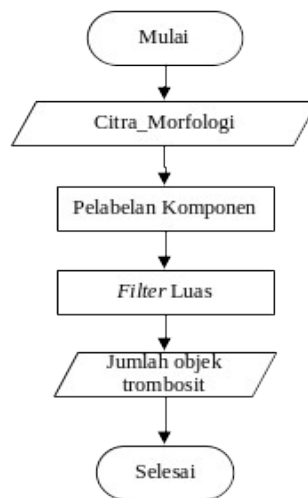 Mulai
Citra_Morfologi
Pelabelan Komponen
Filter Luas
Jumlah objek
trombosit
Selesai